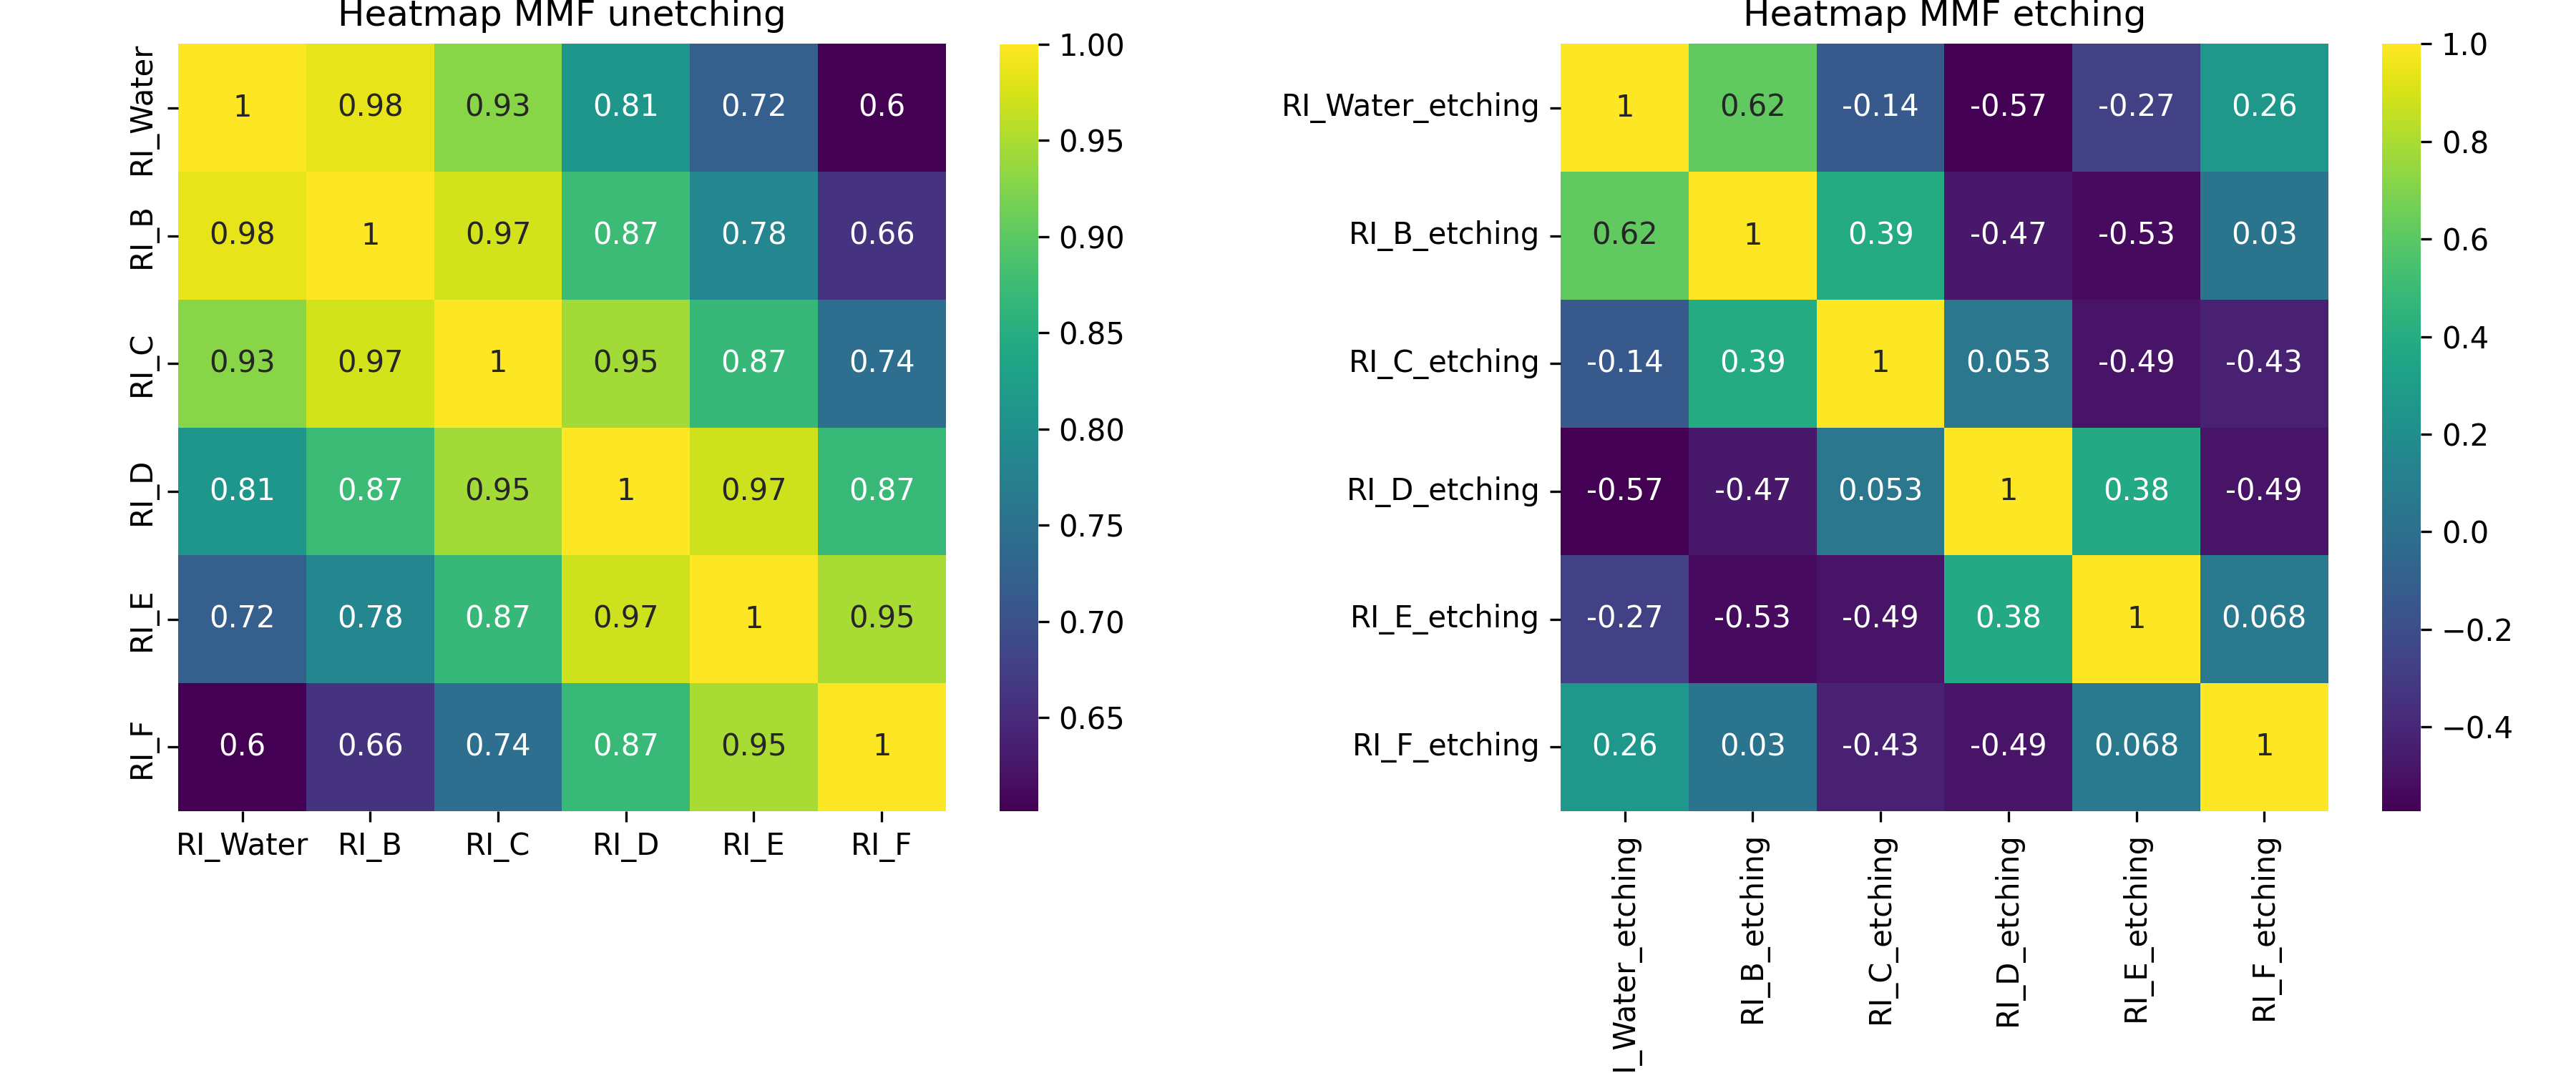 Heatmap MMF unetching
RI_Water 1 0.98 0.93 0.81 0.72 0.6
RI_B 0.98 1 0.97 0.87 0.78 0.66
RI_C 0.93 0.97 1 0.95 0.87 0.74
RI_D 0.81 0.87 0.95 1 0.97 0.87
RI_E 0.72 0.78 0.87 0.97 1 0.95
RI_F 0.6 0.66 0.74 0.87 0.95 1
RI_Water RI_B RI_C RI_D RI_E RI_F
1.00
0.95
0.90
0.85
0.80
0.75
0.70
0.65
Heatmap MMF etching
RI_Water_etching 1 0.62 -0.14 -0.57 -0.27 0.26
RI_B_etching 0.62 1 0.39 -0.47 -0.53 0.03
RI_C_etching -0.14 0.39 1 0.053 -0.49 -0.43
RI_D_etching -0.57 -0.47 0.053 1 0.38 -0.49
RI_E_etching -0.27 -0.53 -0.49 0.38 1 0.068
RI_F_etching 0.26 0.03 -0.43 -0.49 0.068 1
I_Water_etching
RI_B_etching
RI_C_etching
RI_D_etching
RI_E_etching
RI_F_etching
1.0
0.8
0.6
0.4
0.2
0.0
−0.2
−0.4